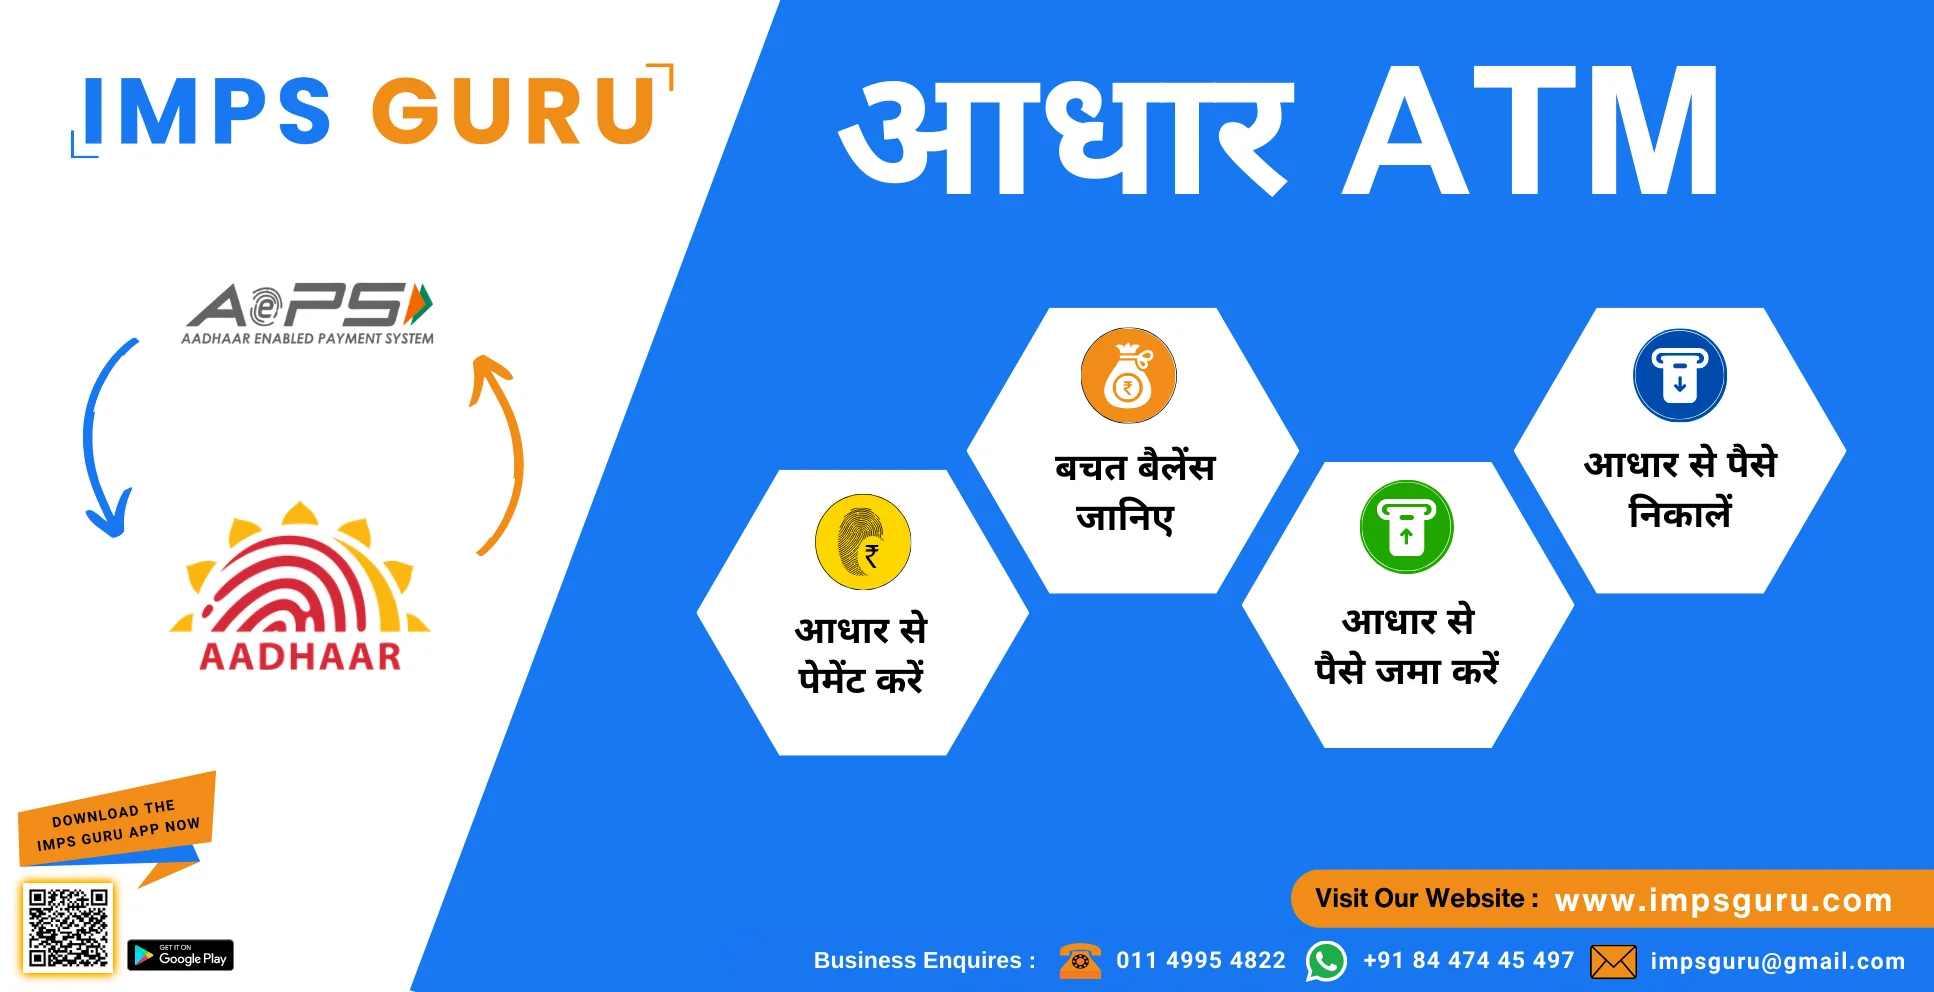 IMPS GURU
आधार ATM
AePS
AADHAAR ENABLED PAYMENT SYSTEM
AADHAAR
आधार से
पेमेंट करें
₹
बचत बैलेंस
जानिए
₹
आधार से
पैसे जमा करें
आधार से पैसे
निकालें
DOWNLOAD THE
IMPS GURU APP NOW
GET IT ON
Google Play
Visit Our Website : www.impsguru.com
Business Enquires : 011 4995 4822 +91 84 474 45 497 impsguru@gmail.com